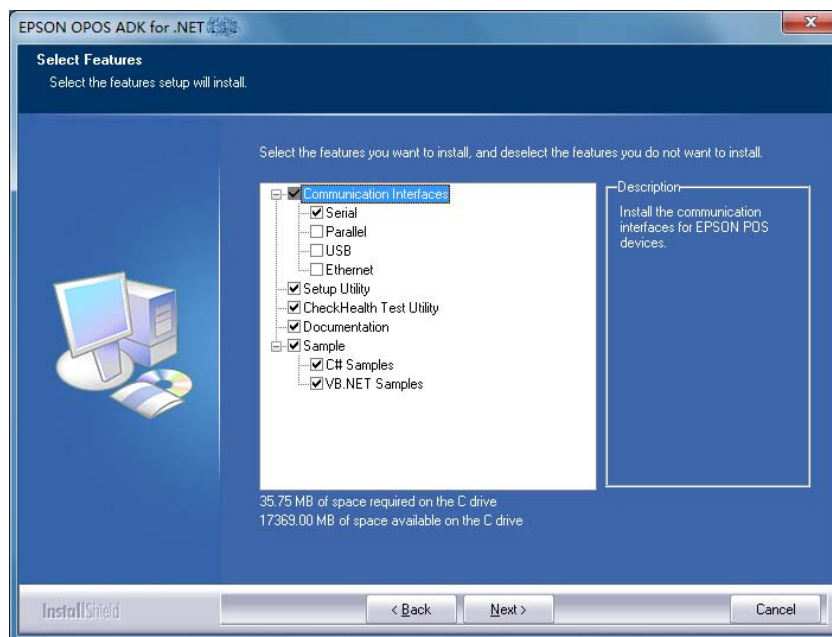 EPSON OPOS ADK for .NET
Select Features
Select the features setup will install.
Select the features you want to install, and deselect the features you do not want to install.
Communication Interfaces
Serial
Parallel
USB
Ethernet
Setup Utility
CheckHealth Test Utility
Documentation
Sample
C# Samples
VB.NET Samples
Description
Install the communication
interfaces for EPSON POS
devices.
35.75 MB of space required on the C drive
17369.00 MB of space available on the C drive
InstallShield
< Back
Next >
Cancel